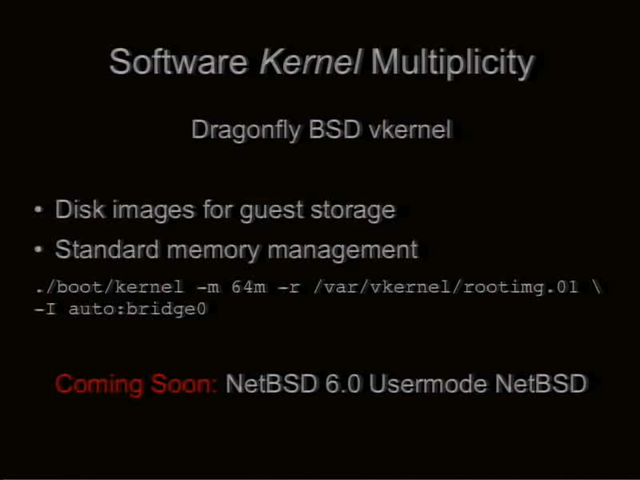 Software Kernel Multiplicity
Dragonfly BSD vkernel
• Disk images for guest storage
• Standard memory management
./boot/kernel -m 64m -r /var/vkernel/rootimg.01 \
-I auto:bridge0
Coming Soon: NetBSD 6.0 Usermode NetBSD